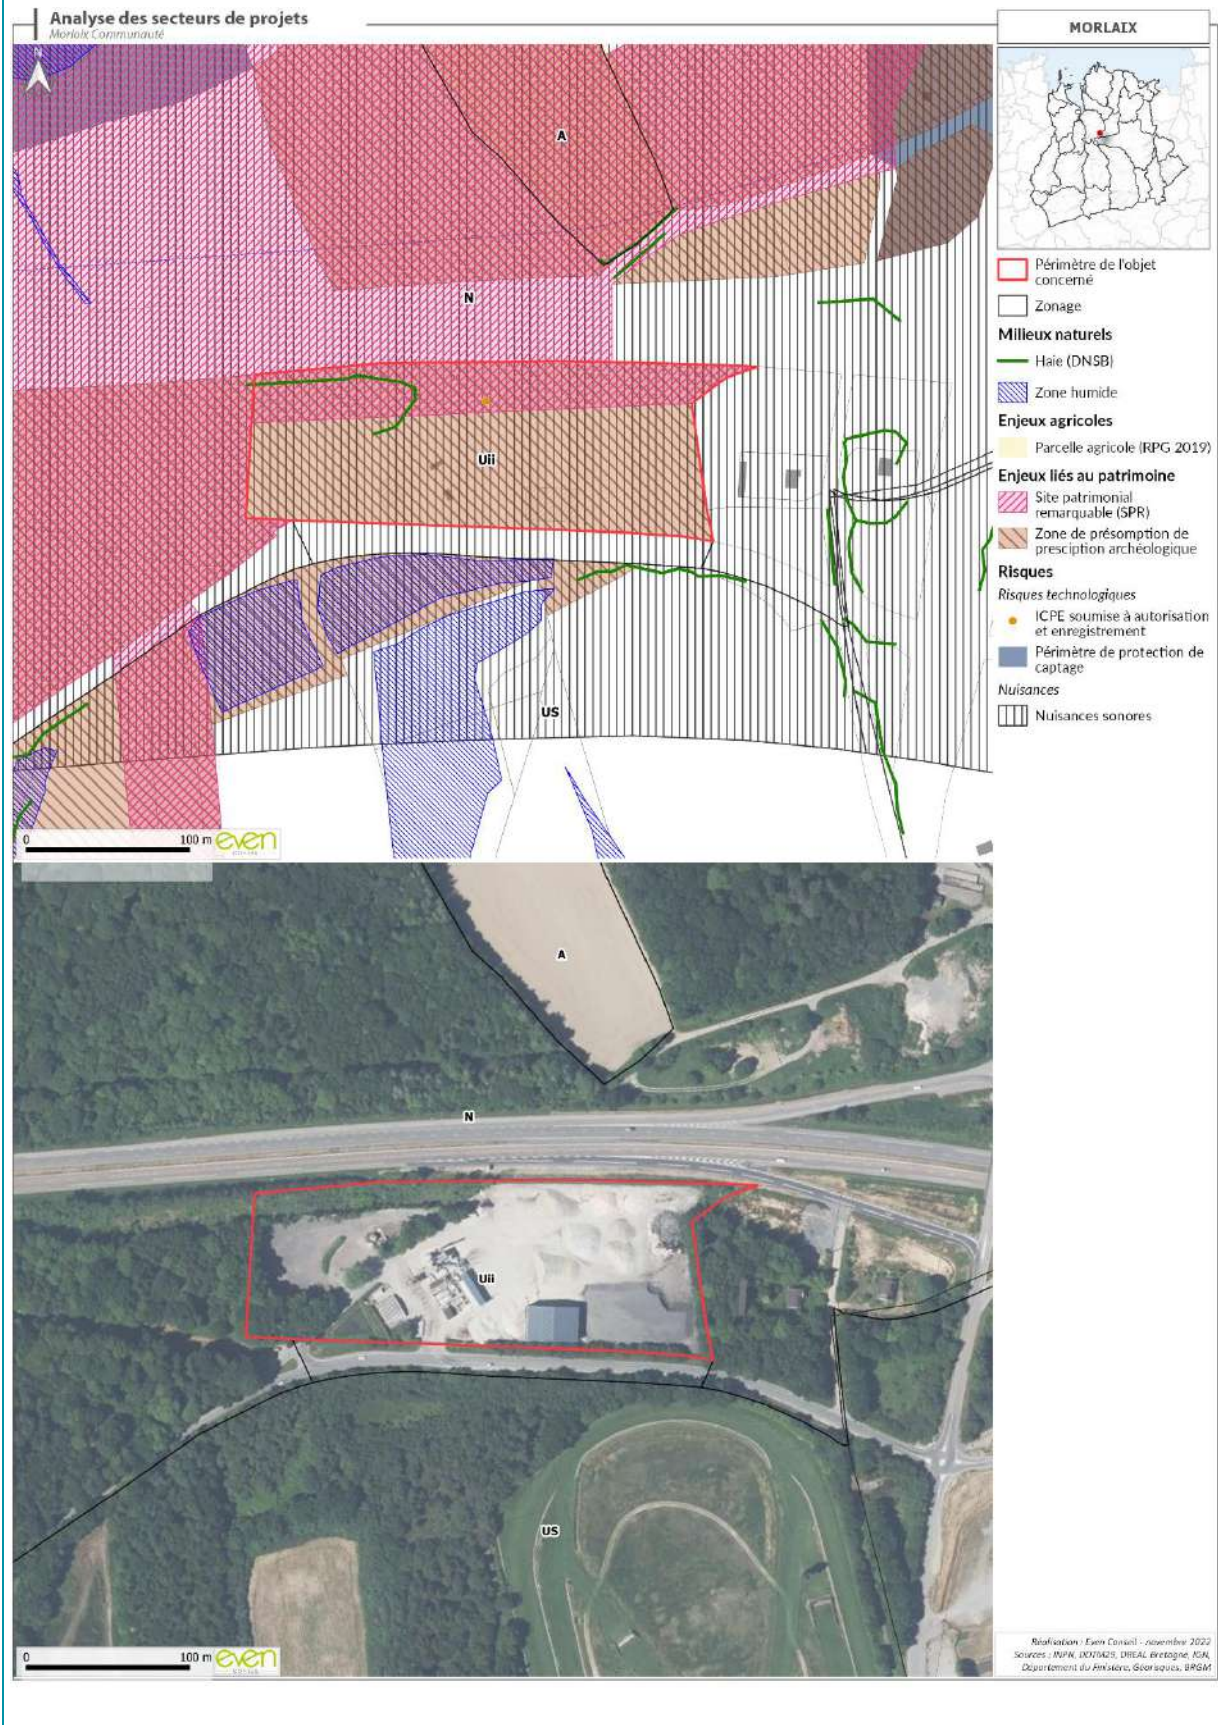 Analyse des secteurs de projets
Morlaix Communauté
MORLAIX
N
A
N
Uii
US
0
100 m
even
CONSEIL
Périmètre de l'objet
concerné
Zonage
Milieux naturels
Haie (DNSB)
Zone humide
Enjeux agricoles
Parcelle agricole (RPG 2019)
Enjeux liés au patrimoine
Site patrimonial
remarquable (SPR)
Zone de présomption de
presciption archéologique
Risques
Risques technologiques
ICPE soumise à autorisation
et enregistrement
Périmètre de protection de
captage
Nuisances
Nuisances sonores
A
N
Uii
US
0
100 m
even
CONSEIL
Réalisation : Even Conseil - novembre 2022
Sources : INPN, DDTM29, DREAL Bretagne, IGN,
Département du Finistère, Géorisques, BRGM